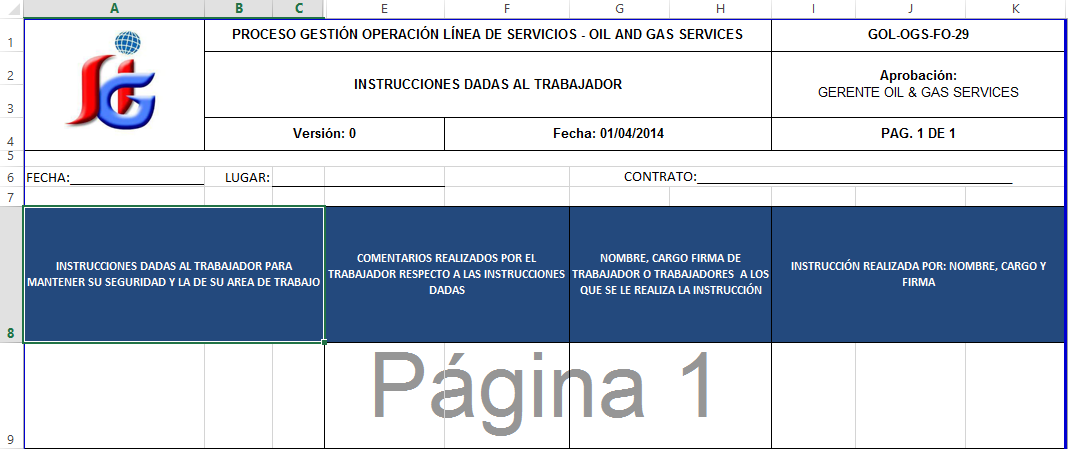 A B C E F G H I J K
1 PROCESO GESTIÓN OPERACIÓN LÍNEA DE SERVICIOS - OIL AND GAS SERVICES GOL-OGS-FO-29
2 INSTRUCCIONES DADAS AL TRABAJADOR Aprobación:
GERENTE OIL & GAS SERVICES
3
4 Versión: 0 Fecha: 01/04/2014 PAG. 1 DE 1
5
6 FECHA: LUGAR: CONTRATO:
7
INSTRUCCIONES DADAS AL TRABAJADOR PARA
MANTENER SU SEGURIDAD Y LA DE SU AREA DE TRABAJO
COMENTARIOS REALIZADOS POR EL
TRABAJADOR RESPECTO A LAS INSTRUCCIONES
DADAS
NOMBRE, CARGO FIRMA DE
TRABAJADOR O TRABAJADORES A LOS
QUE SE LE REALIZA LA INSTRUCCIÓN
INSTRUCCIÓN REALIZADA POR: NOMBRE, CARGO Y
FIRMA
8
Página 1
9